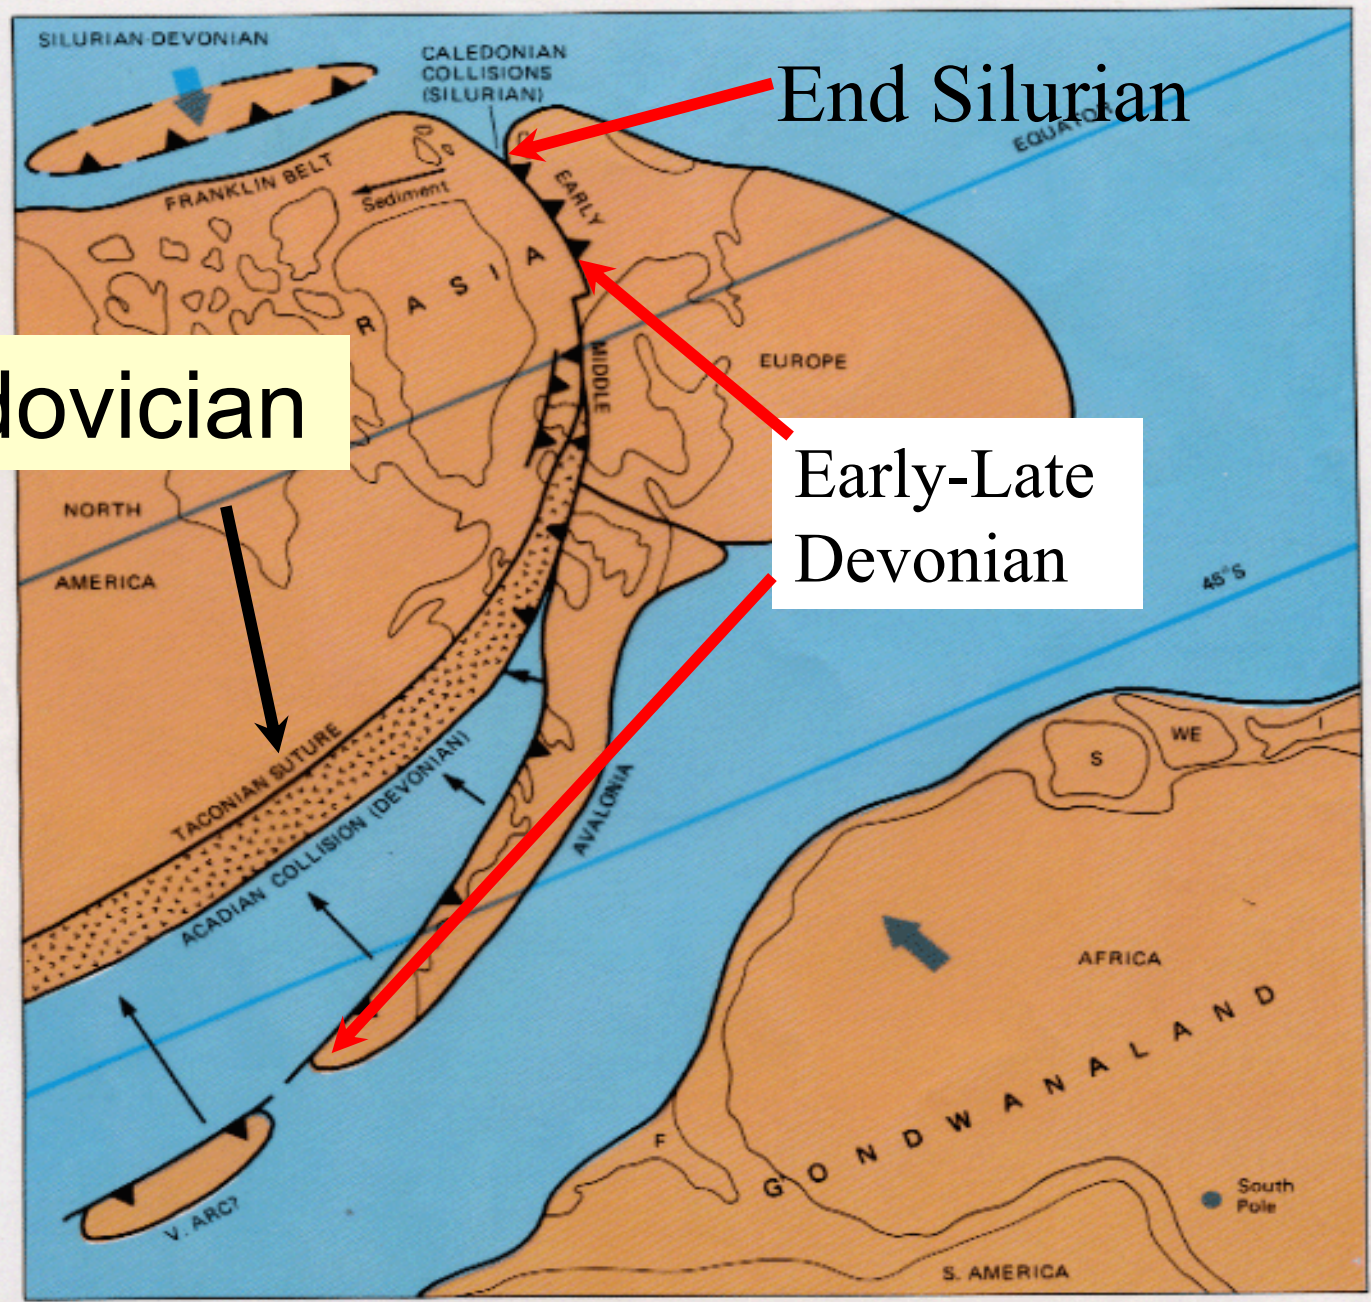 SILURIAN-DEVONIAN
CALEDONIAN
COLLISIONS
(SILURIAN)
End Silurian
EQUATOR
FRANKLIN BELT
Sediment
EARLY
R A S I A
dovician
MIDDLE
EUROPE
NORTH
AMERICA
Early-Late
Devonian
45°S
TACONIAN SUTURE
ACADIAN COLLISION (DEVONIAN)
AVALONIA
S
WE
I
AFRICA
GONDWANALAND
F
V. ARC?
South
Pole
S. AMERICA